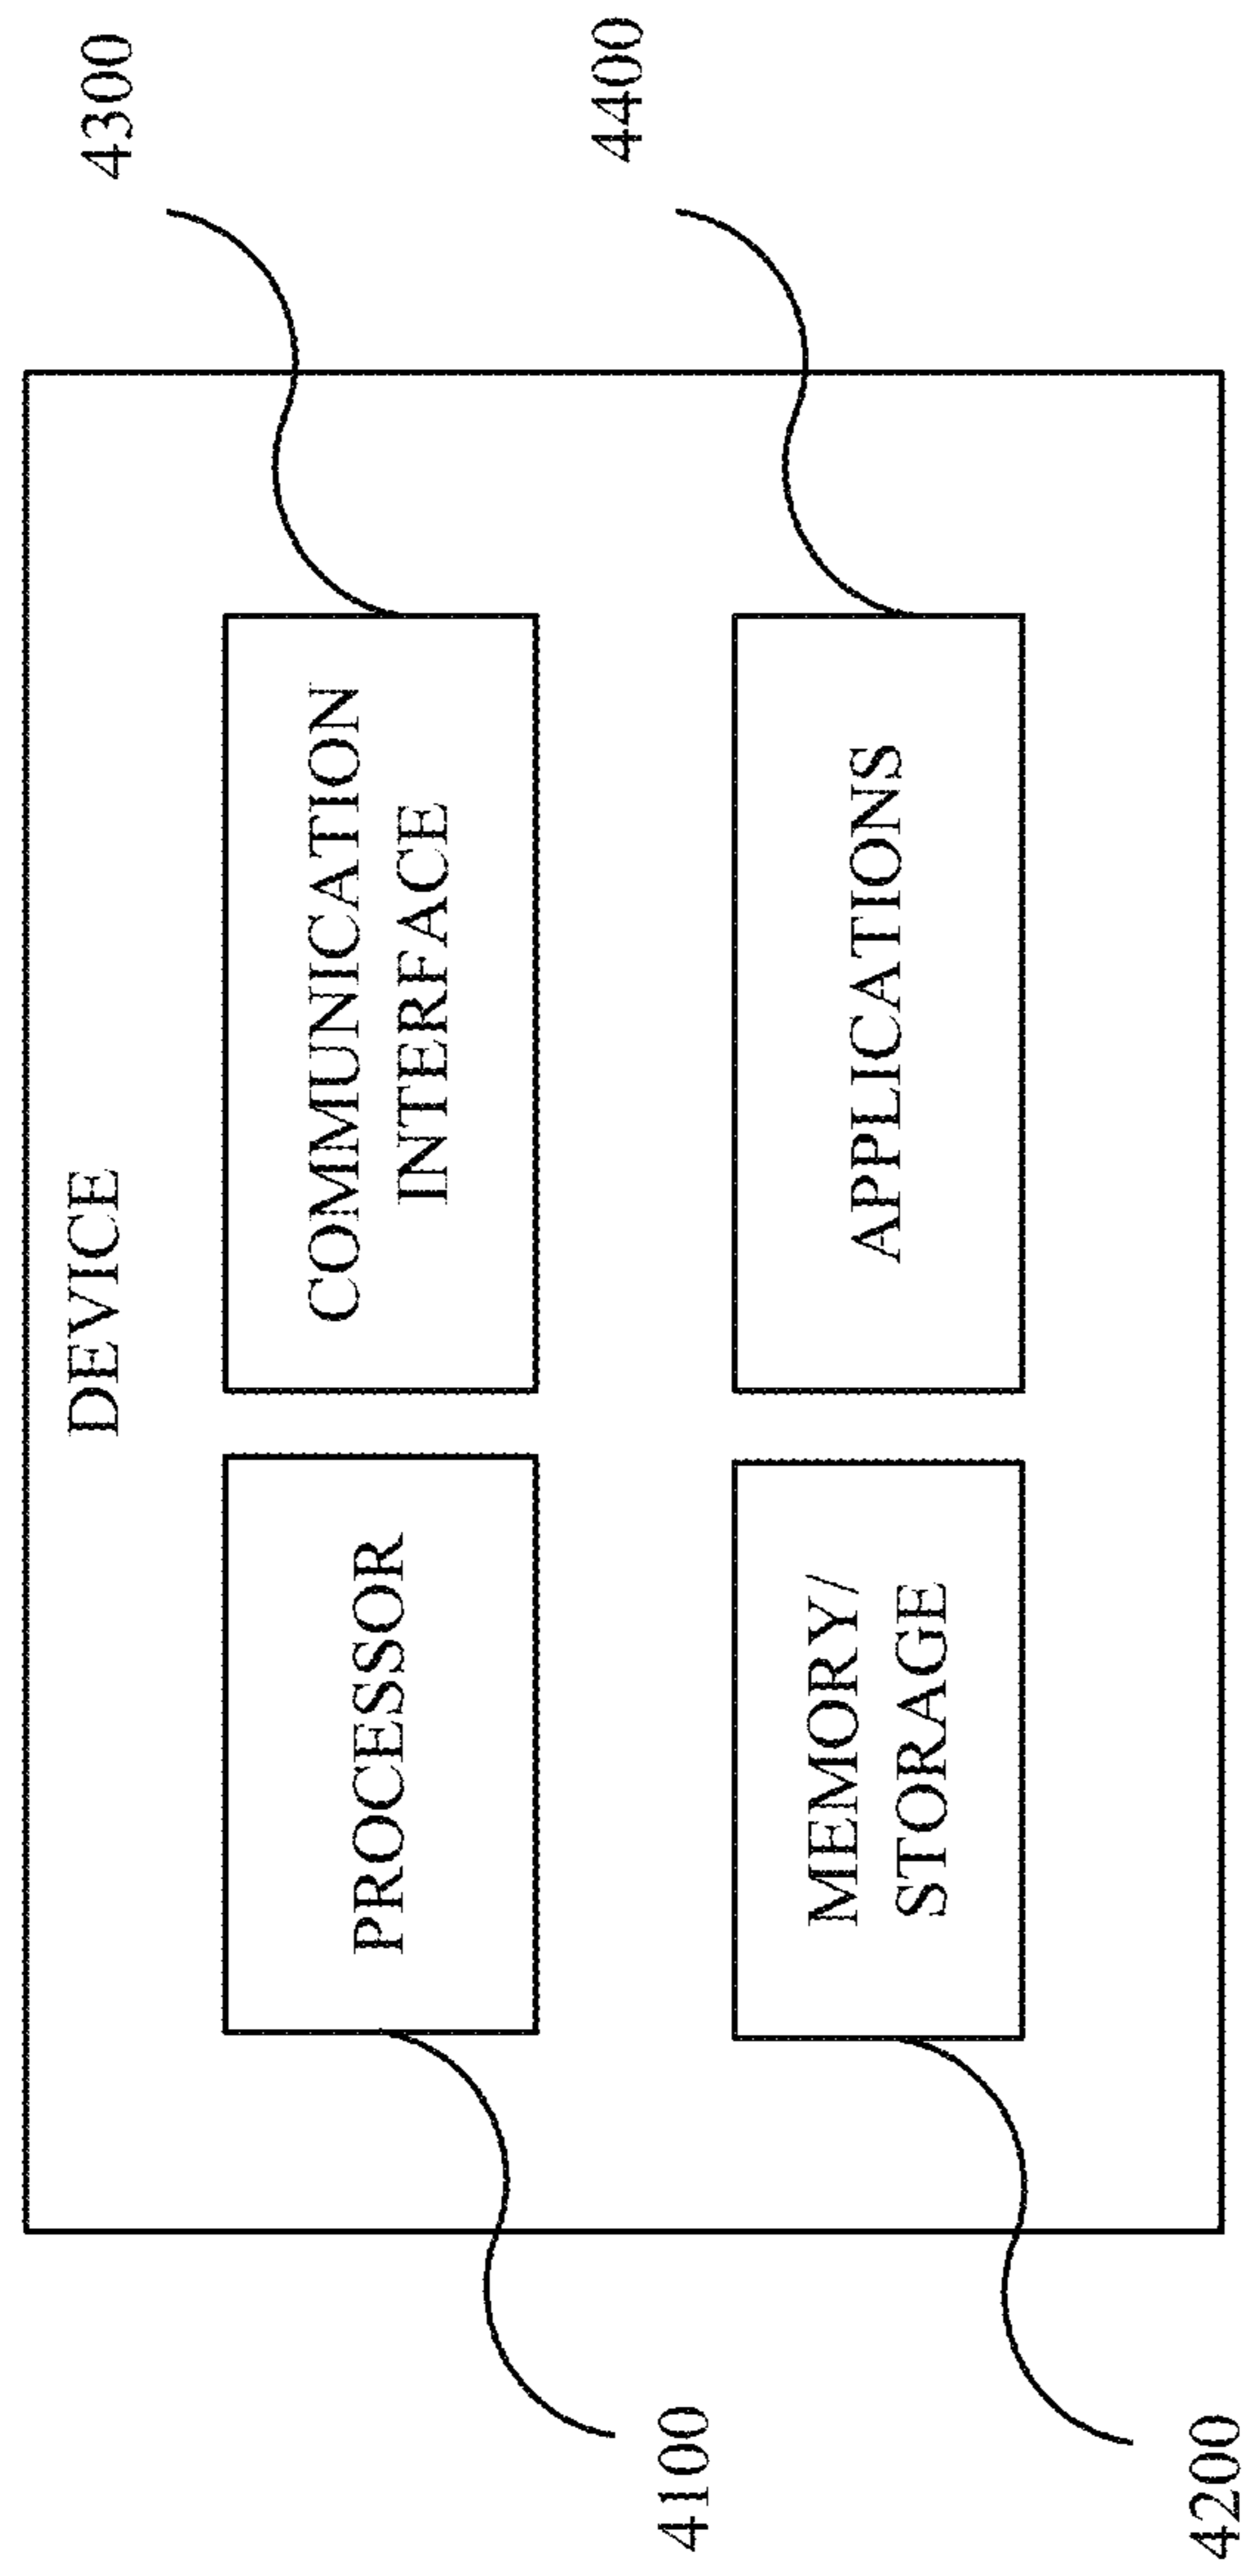 DEVICE
4100
PROCESSOR
COMMUNICATION
INTERFACE
4300
4200
MEMORY/
STORAGE
APPLICATIONS
4400